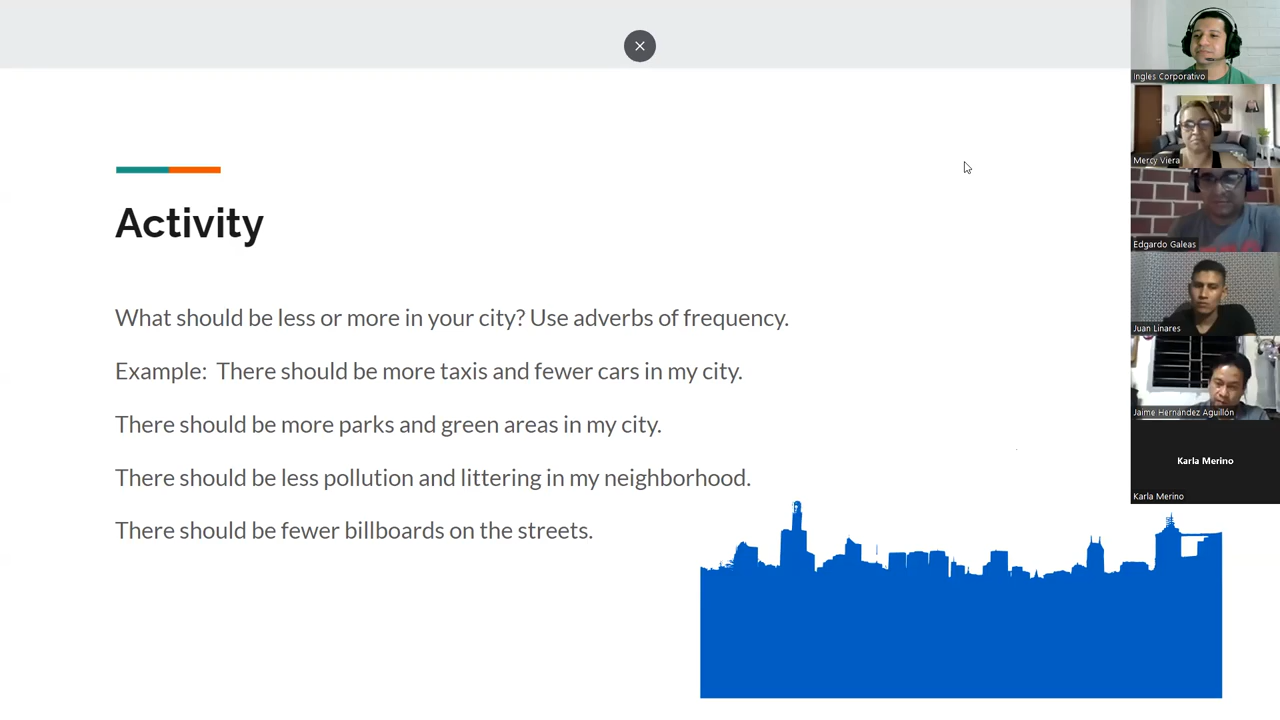 Activity
What should be less or more in your city? Use adverbs of frequency.
Example:  There should be more taxis and fewer cars in my city.
There should be more parks and green areas in my city.
There should be less pollution and littering in my neighborhood.
There should be fewer billboards on the streets.
Ingles Corporativo
Mercy Viera
Edgardo Galeas
Juan Linares
Jaime Hernández Aguillón
Karla Merino
Karla Merino